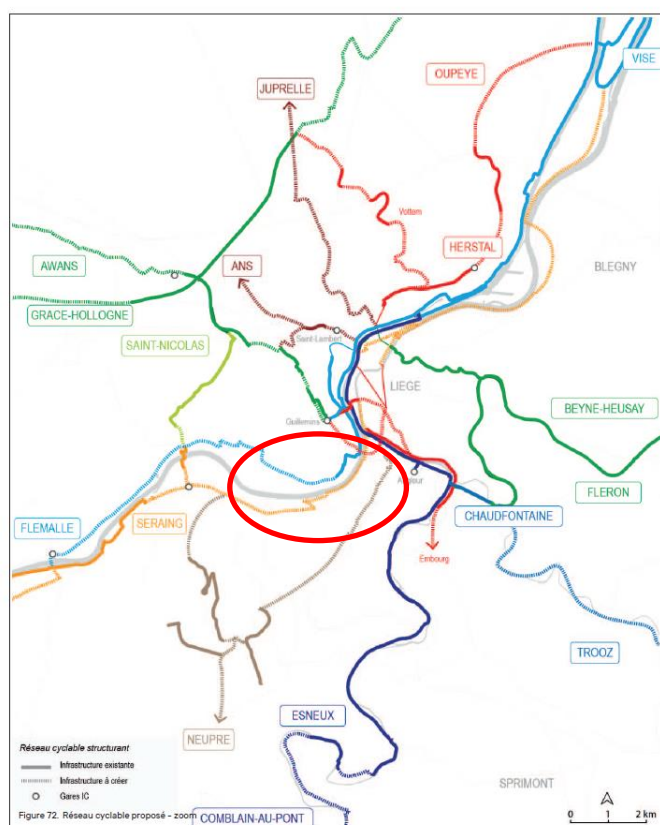 VISE
OUPEYE
JUPRELLE
Vottem
HERSTAL
BLEGNY
AWANS
ANS
GRACE-HOLLOGNE
SAINT-NICOLAS
Saint-Lambert
LIEGE
BEYNE-HEUSAY
Guillemins
FLERON
CHAUDFONTAINE
SERAING
FLEMALLE
Embourg
TROOZ
ESNEUX
NEUPRE
SPRIMONT
COMBLAIN-AU-PONT
Réseau cyclable structurant
Infrastructure existante
Infrastructure à créer
Gares IC
Figure 72. Réseau cyclable proposé - zoom
0 1 2 km